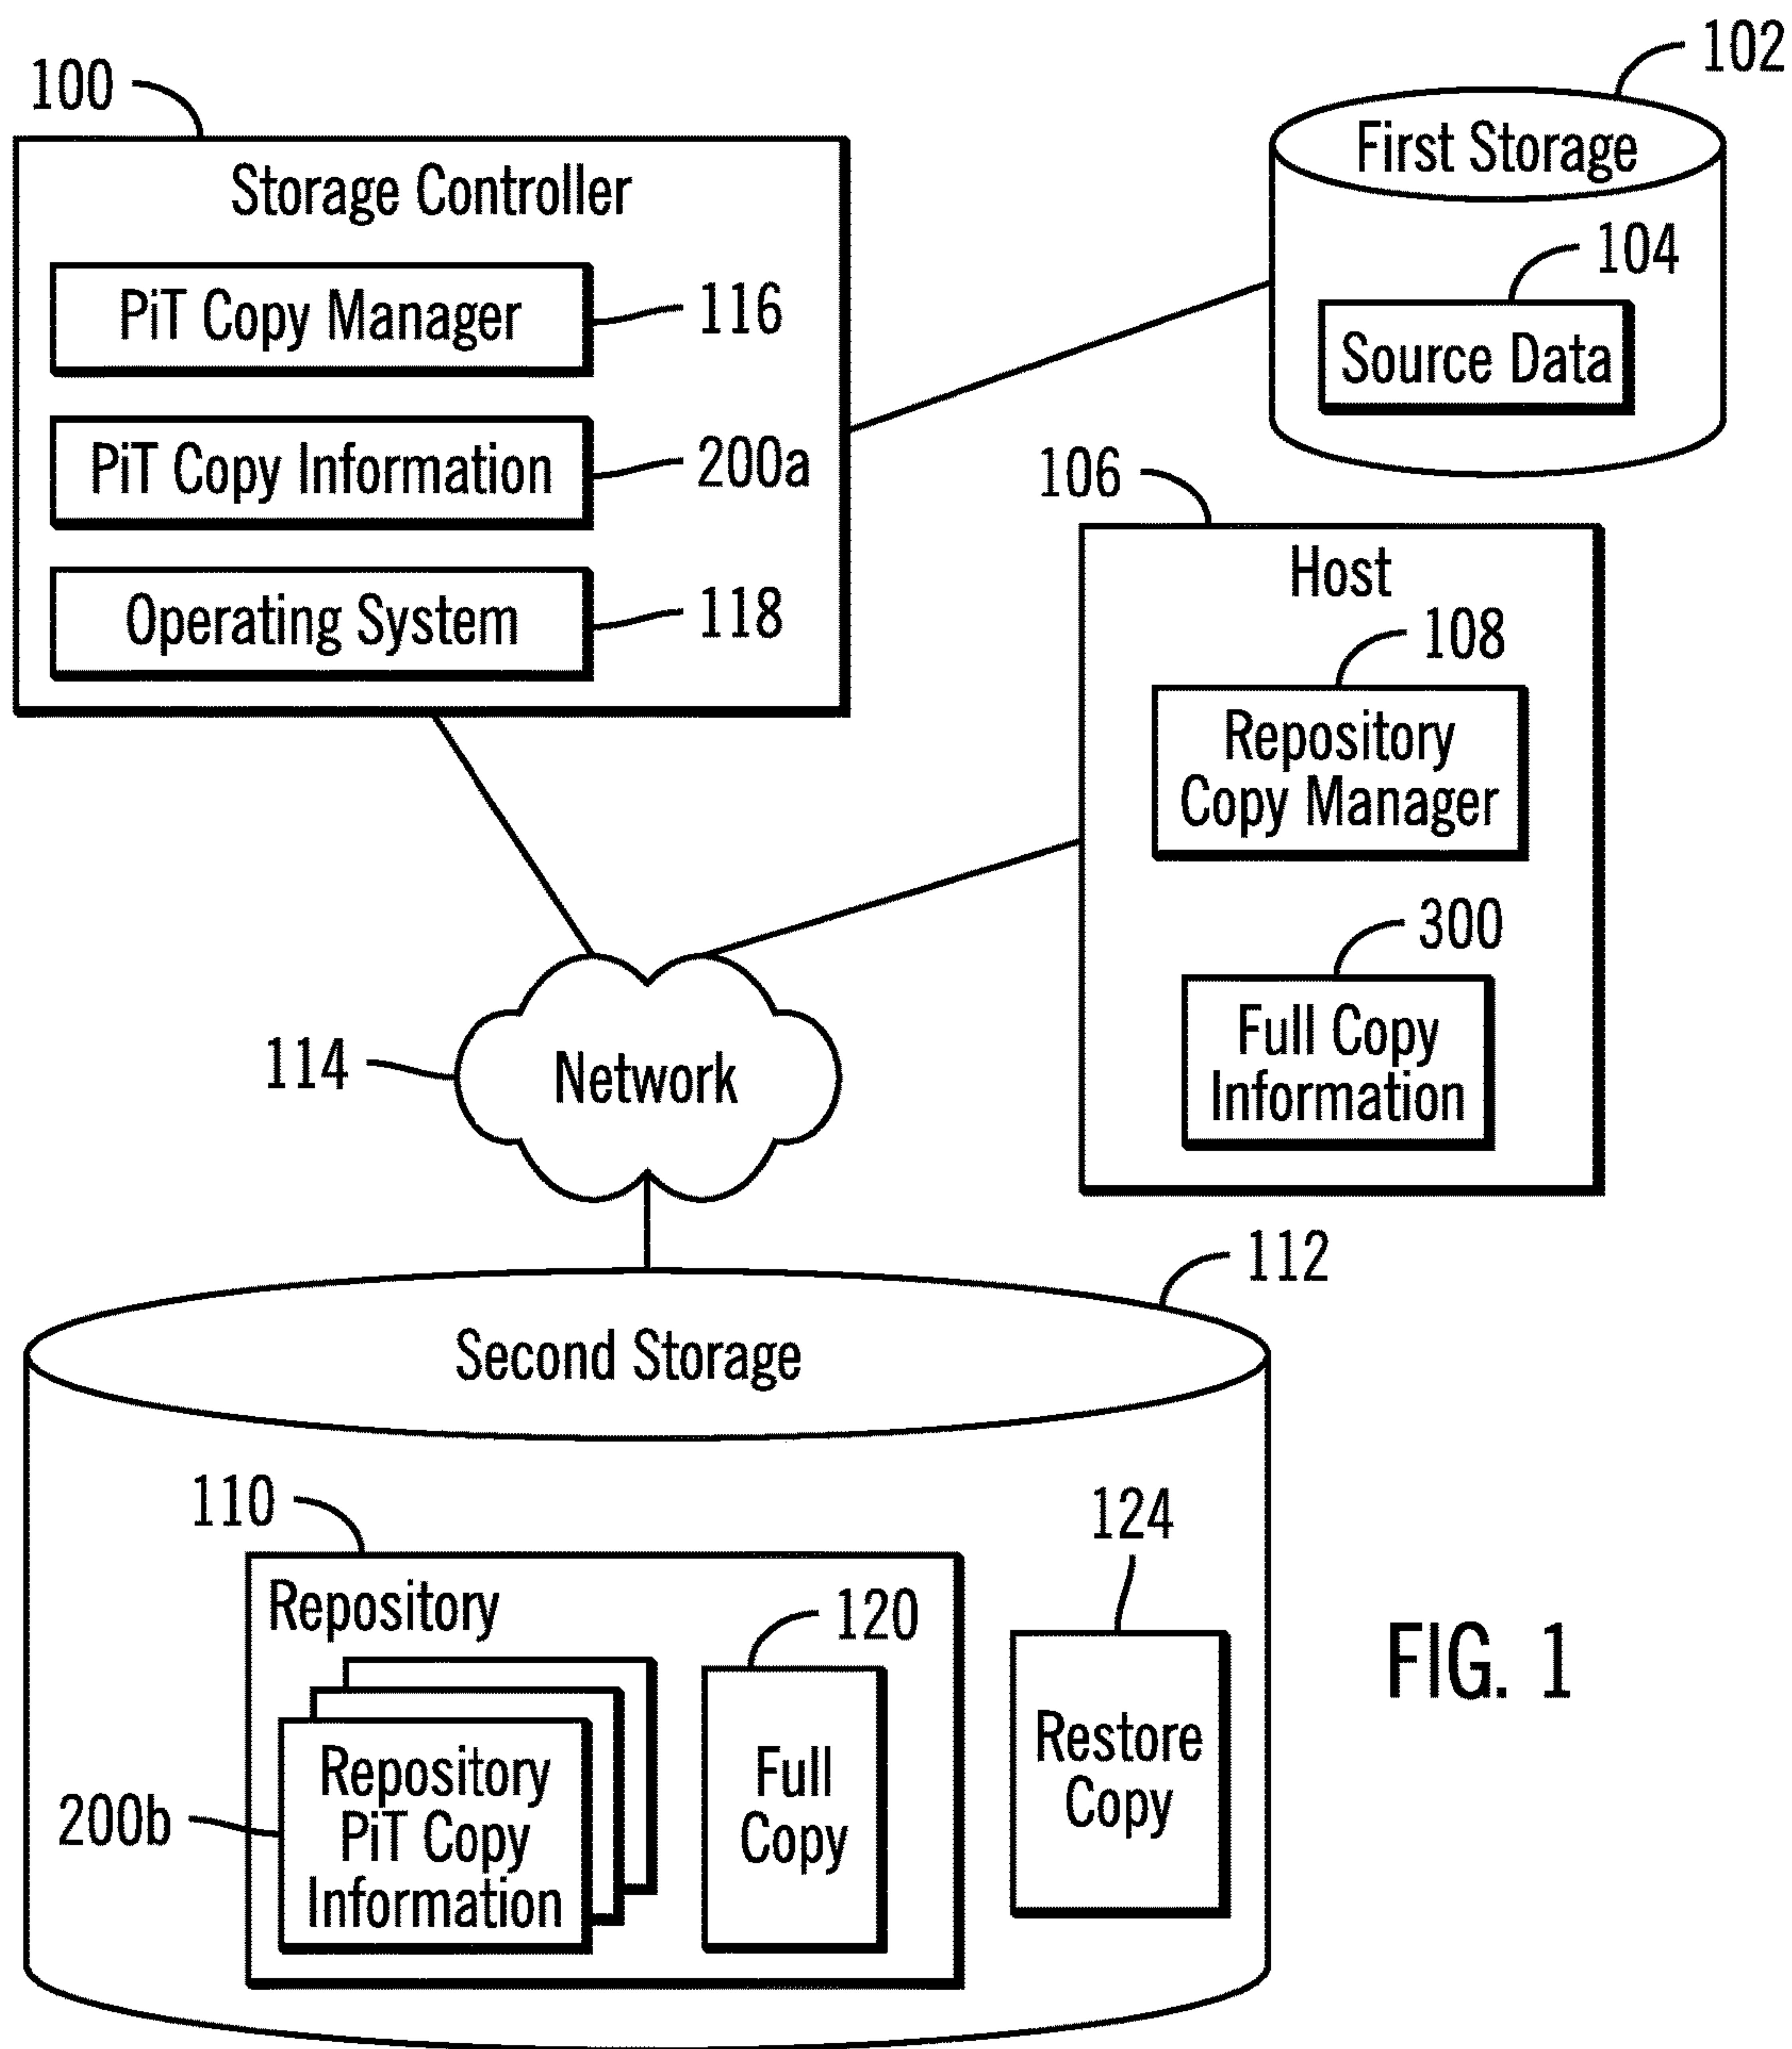 100
Storage Controller
PiT Copy Manager
116
PiT Copy Information
200a
Operating System
118
102
First Storage
104
Source Data
106
Host
108
Repository
Copy Manager
300
Full Copy
Information
114
Network
112
Second Storage
110
Repository
200b
Repository
PiT Copy
Information
120
Full
Copy
124
Restore
Copy
FIG. 1